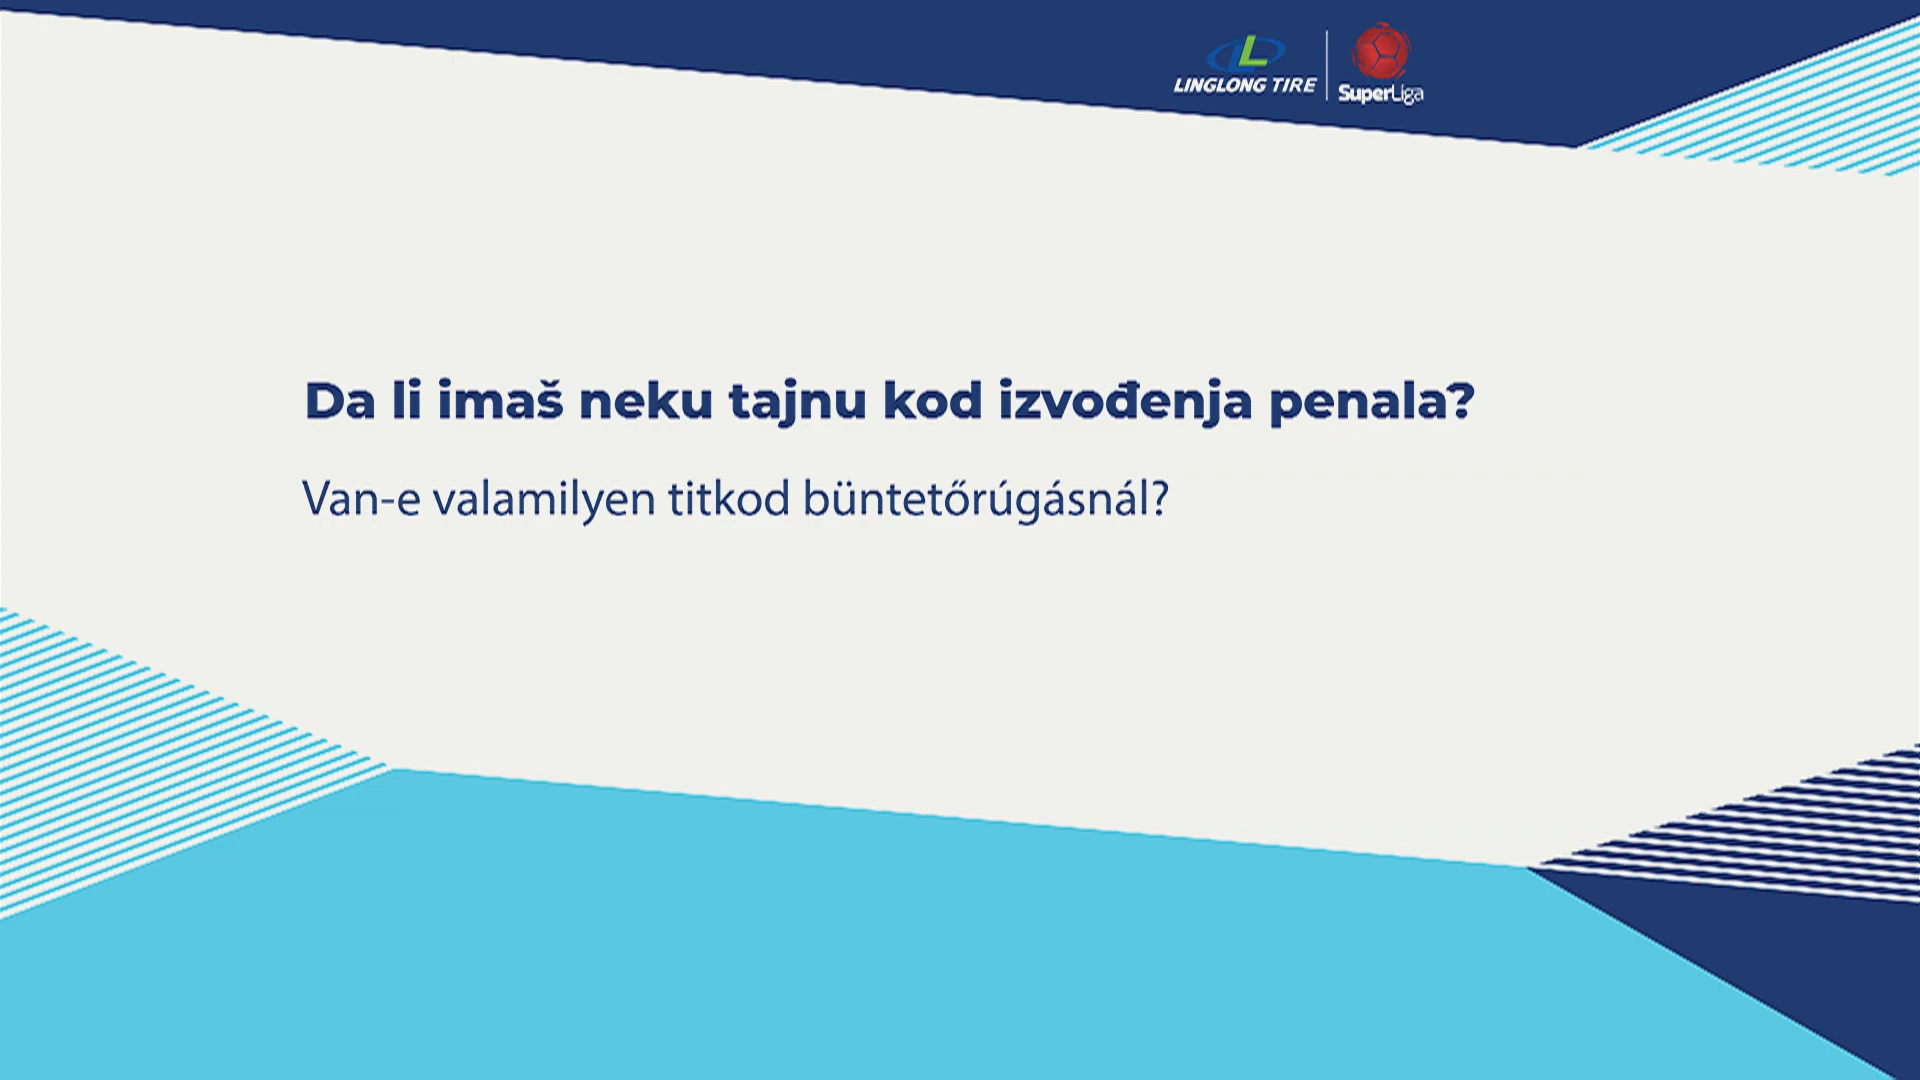 LINGLONG TIRE
SuperLiga
Da li imaš neku tajnu kod izvođenja penala?
Van-e valamilyen titkod büntetőrúgásnál?